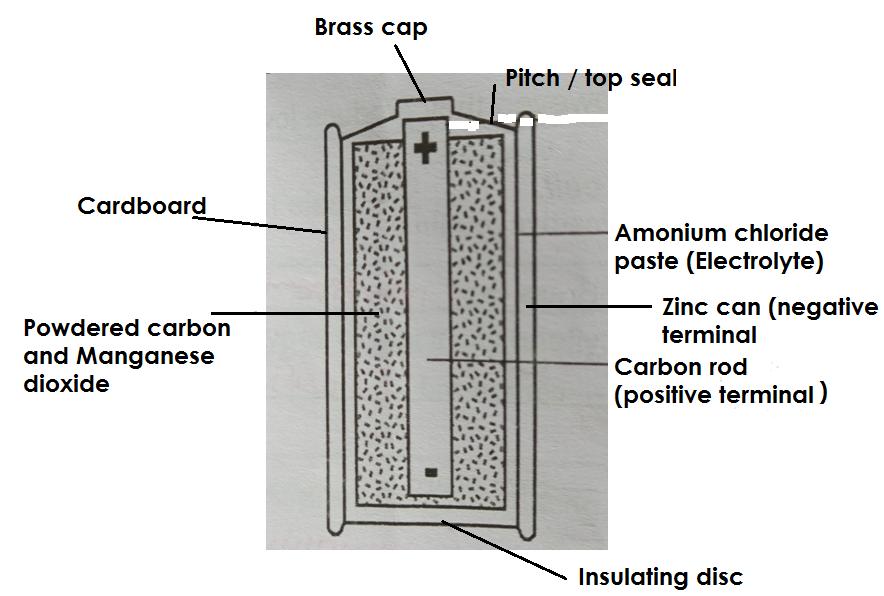 Brass cap
Pitch / top seal
+
Cardboard
Amonium chloride
paste (Electrolyte)
Zinc can (negative
terminal
Powdered carbon
and Manganese
dioxide
Carbon rod
(positive terminal )
-
Insulating disc